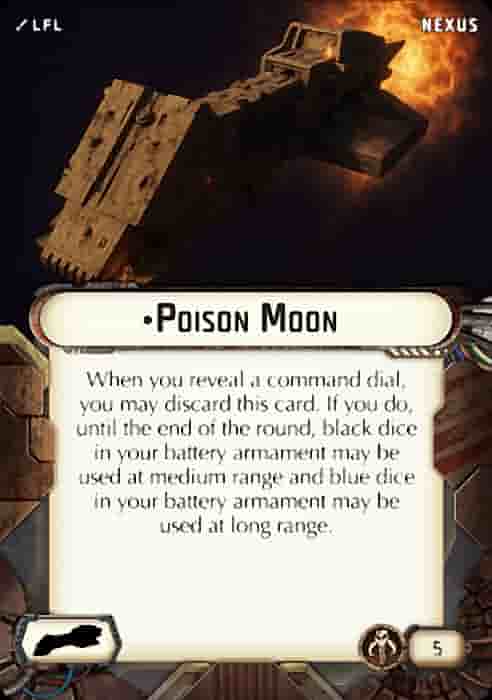 / LFL
NEXUS
•POISON MOON
When you reveal a command dial,
you may discard this card. If you do,
until the end of the round, black dice
in your battery armament may be
used at medium range and blue dice
in your battery armament may be
used at long range.
5